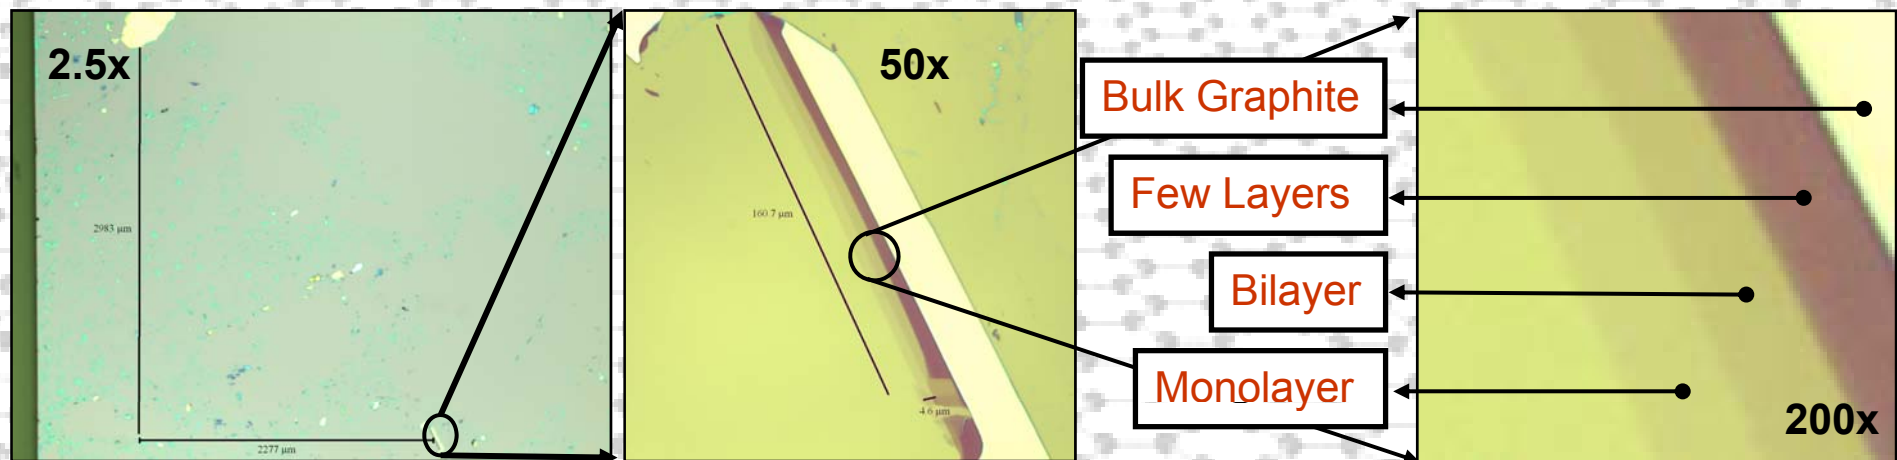 2.5x
2983 µm
2277 µm
50x
160.7 µm
4.6 µm
Bulk Graphite
Few Layers
Bilayer
Monolayer
200x